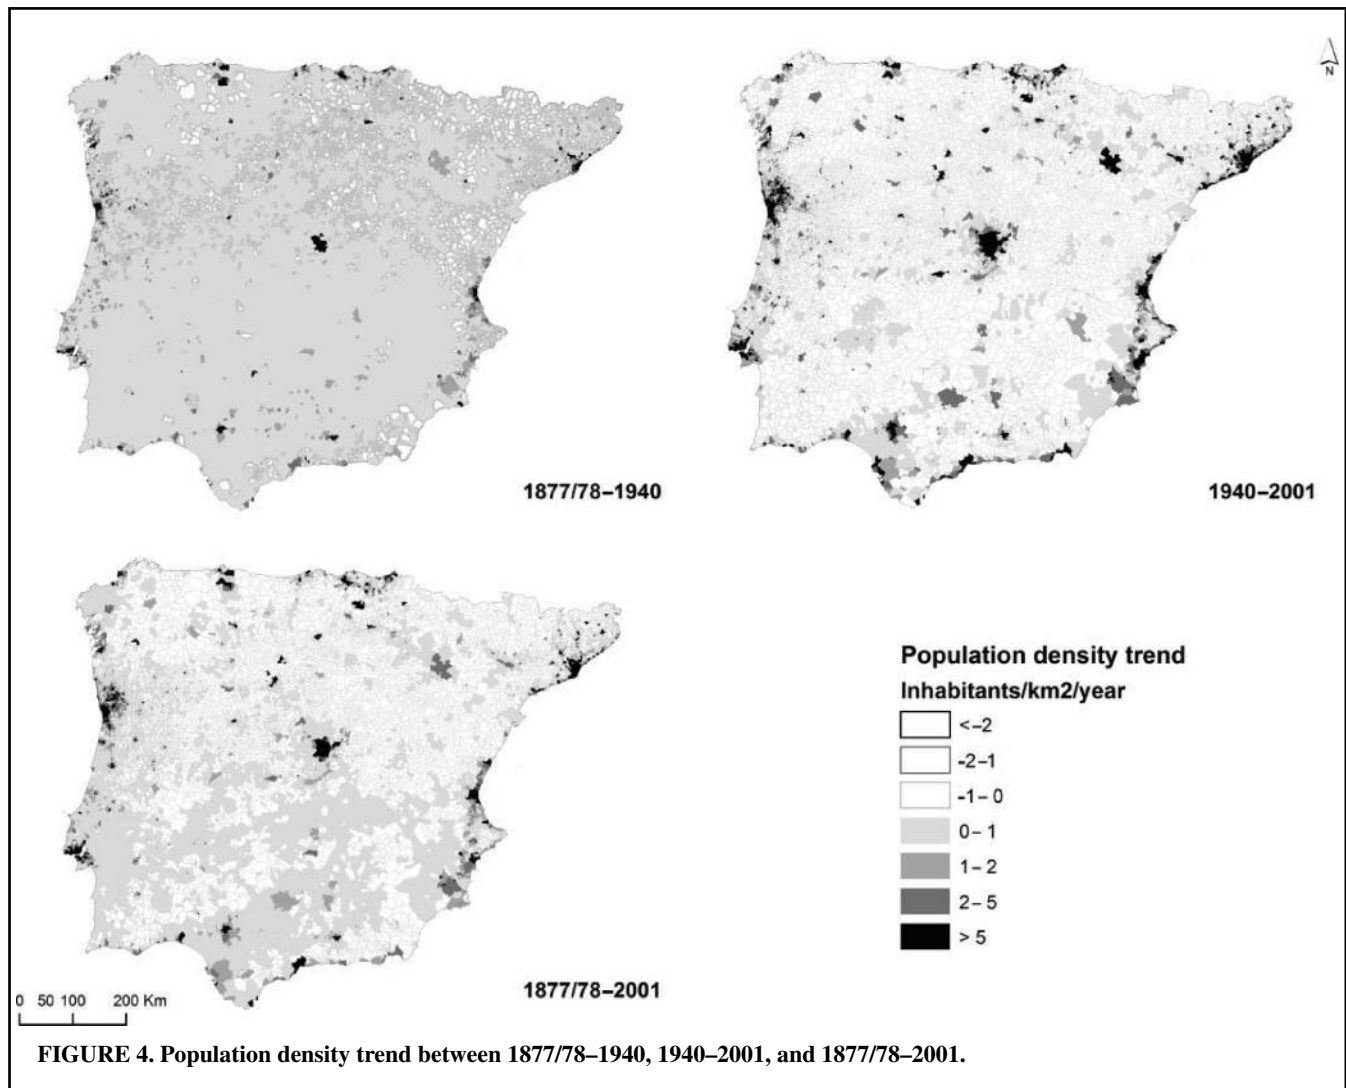 N
1877/78–1940
1940–2001
1877/78–2001
Population density trend
Inhabitants/km2/year
<–2
-2–1
-1– 0
0– 1
1– 2
2– 5
> 5
0 50 100 200 Km
FIGURE 4. Population density trend between 1877/78–1940, 1940–2001, and 1877/78–2001.